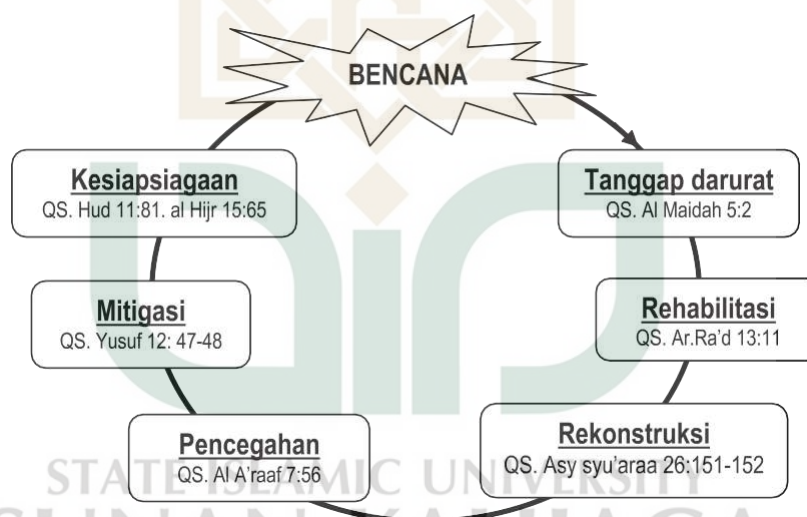 BENCANA
Kesiapsiagaan
QS. Hud 11:81. al Hijr 15:65
Tanggap darurat
QS. Al Maidah 5:2
Mitigasi
QS. Yusuf 12: 47-48
Rehabilitasi
QS. Ar.Ra'd 13:11
Pencegahan
QS. Al A'raaf 7:56
Rekonstruksi
QS. Asy syu'araa 26:151-152
STATE ISLAMIC UNIVERSITY
SUNAN KALIJAGA